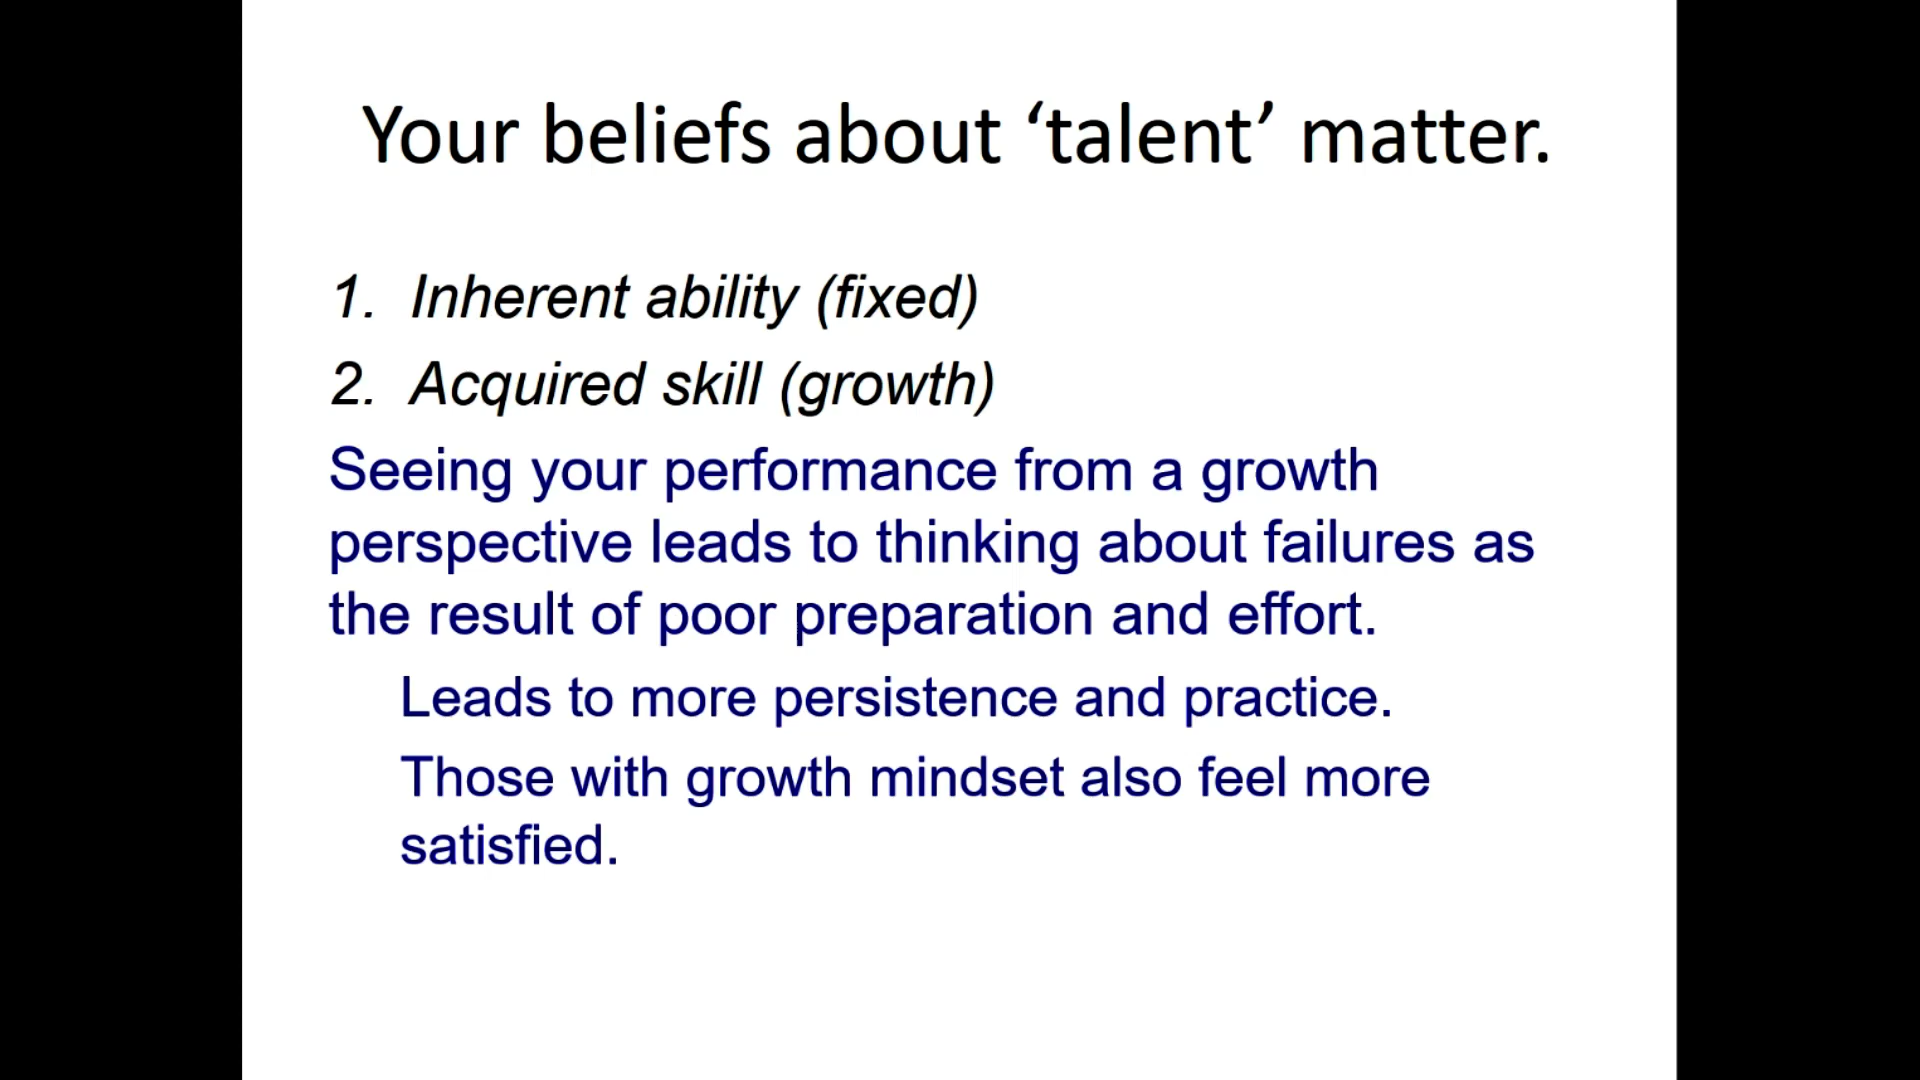 Your beliefs about ‘talent’ matter.
1. Inherent ability (fixed)
2. Acquired skill (growth)
Seeing your performance from a growth
perspective leads to thinking about failures as
the result of poor preparation and effort.
Leads to more persistence and practice.
Those with growth mindset also feel more
satisfied.